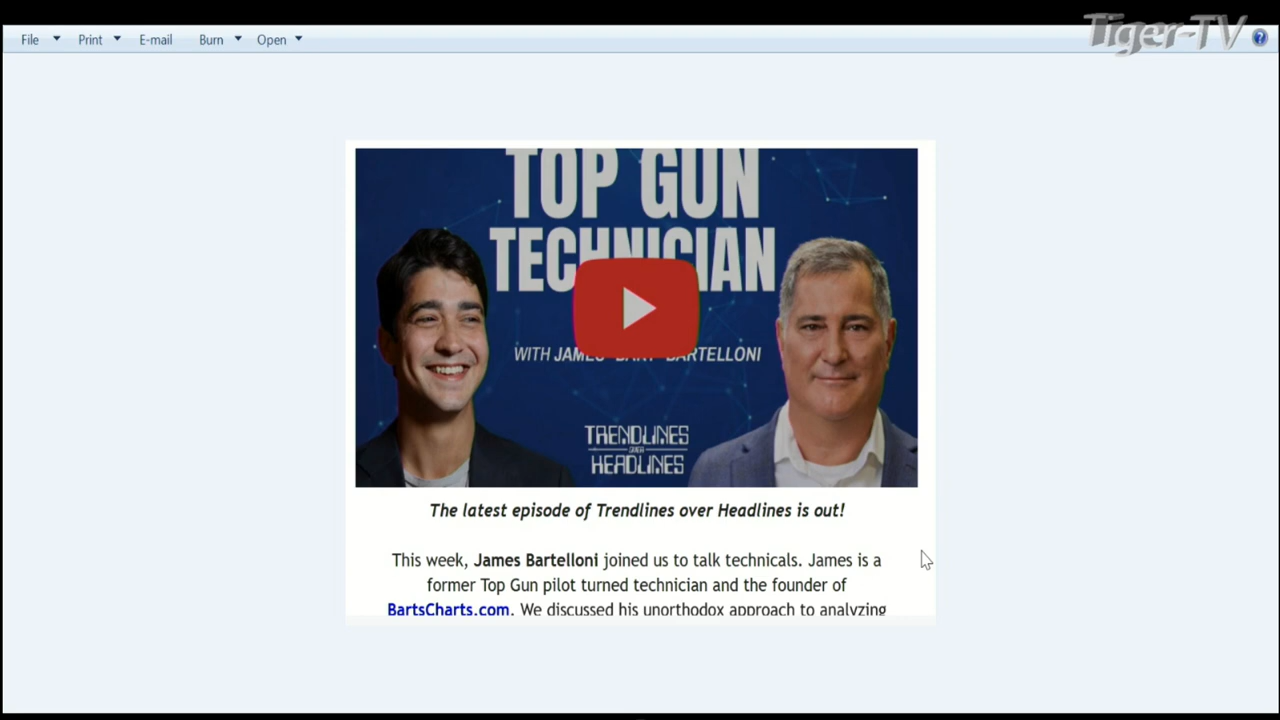 File Print E-mail Burn Open
Tiger-TV
?
TOP GUN
TECHNICIAN
WITH JAMES "BART" BARTELLONI
TRENDLINES
OVER
HEADLINES
The latest episode of Trendlines over Headlines is out!
This week, James Bartelloni joined us to talk technicals. James is a
former Top Gun pilot turned technician and the founder of
BartsCharts.com. We discussed his unorthodox approach to analyzing